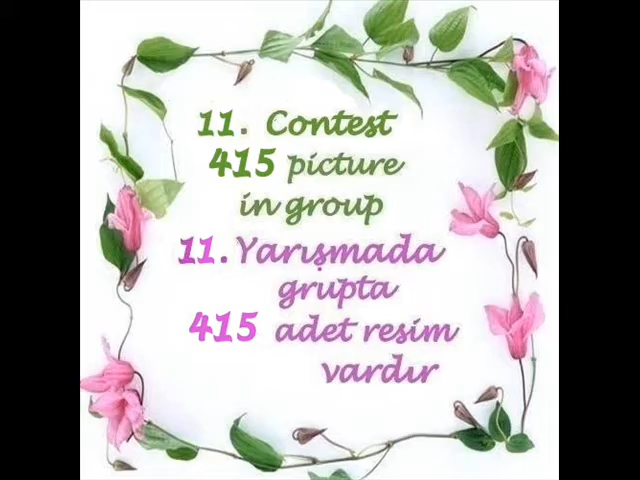 11. Contest
415 picture
in group
11. Yarışmada
grupta
415 adet resim
vardır